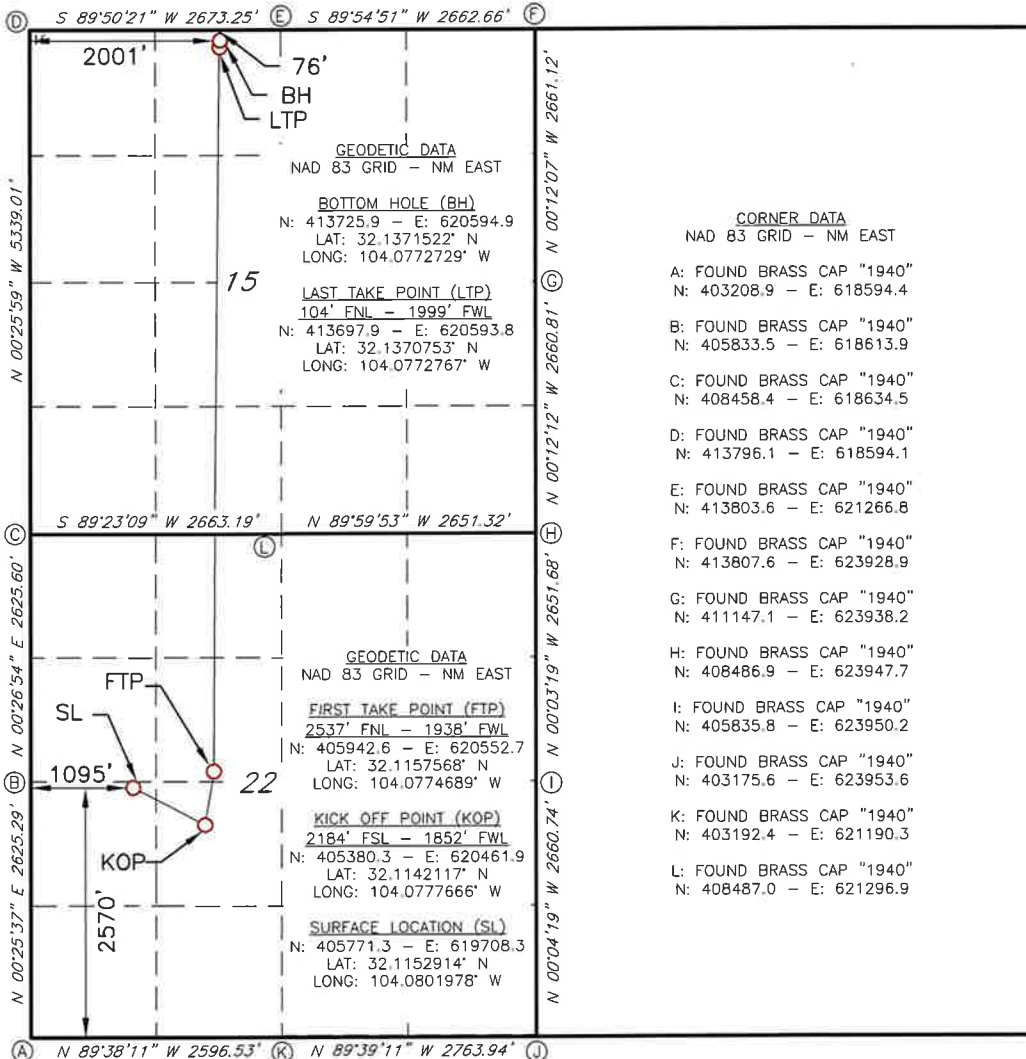 D S 89°50'21" W 2673.25' E S 89°54'51" W 2662.66' F
2001'
76'
BH
LTP
N 00°25'59" W 5339.01'
N 00°12'07" W 2661.12'
GEODETIC DATA
NAD 83 GRID – NM EAST
BOTTOM HOLE (BH)
N: 413725.9 – E: 620594.9
LAT: 32.1371522° N
LONG: 104.0772729° W
15
G
LAST TAKE POINT (LTP)
104' FNL – 1999' FWL
N: 413697.9 – E: 620593.8
LAT: 32.1370753° N
LONG: 104.0772767° W
N 00°12'12" W 2660.81'
C S 89°23'09" W 2663.19' L N 89°59'53" W 2651.32' H
N 00°26'54" E 2625.60'
N 00°03'19" W 2651.68'
GEODETIC DATA
NAD 83 GRID – NM EAST
FTP
SL
FIRST TAKE POINT (FTP)
2537' FNL – 1938' FWL
N: 405942.6 – E: 620552.7
LAT: 32.1157568° N
LONG: 104.0774689° W
B
1095'
22
I
KOP
KICK OFF POINT (KOP)
2184' FSL – 1852' FWL
N: 405380.3 – E: 620461.9
LAT: 32.1142117° N
LONG: 104.0777666° W
2570'
N 00°25'37" E 2625.29'
N 00°04'19" W 2660.74'
SURFACE LOCATION (SL)
N: 405771.3 – E: 619708.3
LAT: 32.1152914° N
LONG: 104.0801978° W
A N 89°38'11" W 2596.53' K N 89°39'11" W 2763.94' J
CORNER DATA
NAD 83 GRID – NM EAST
A: FOUND BRASS CAP "1940"
N: 403208.9 – E: 618594.4
B: FOUND BRASS CAP "1940"
N: 405833.5 – E: 618613.9
C: FOUND BRASS CAP "1940"
N: 408458.4 – E: 618634.5
D: FOUND BRASS CAP "1940"
N: 413796.1 – E: 618594.1
E: FOUND BRASS CAP "1940"
N: 413803.6 – E: 621266.8
F: FOUND BRASS CAP "1940"
N: 413807.6 – E: 623928.9
G: FOUND BRASS CAP "1940"
N: 411147.1 – E: 623938.2
H: FOUND BRASS CAP "1940"
N: 408486.9 – E: 623947.7
I: FOUND BRASS CAP "1940"
N: 405835.8 – E: 623950.2
J: FOUND BRASS CAP "1940"
N: 403175.6 – E: 623953.6
K: FOUND BRASS CAP "1940"
N: 403192.4 – E: 621190.3
L: FOUND BRASS CAP "1940"
N: 408487.0 – E: 621296.9